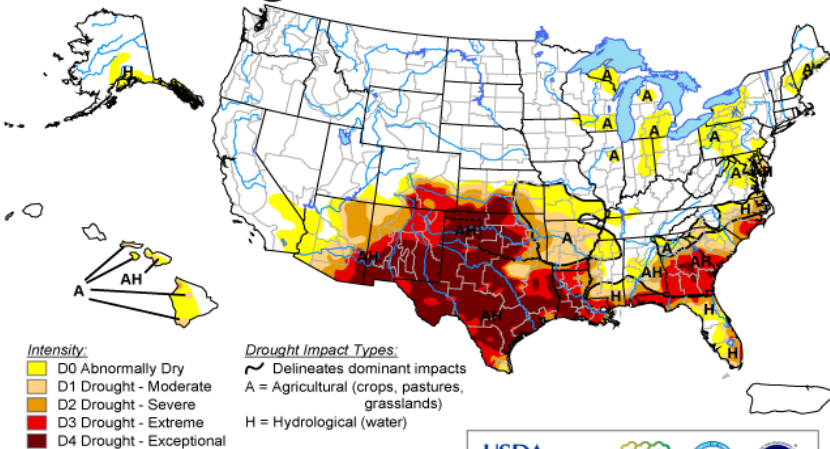 H
A
A
A
A
A
A
A
A
H
H
AH
A
A
AH
AH
AH
H
H
AH
H
A
AH
Intensity:
D0 Abnormally Dry
D1 Drought - Moderate
D2 Drought - Severe
D3 Drought - Extreme
D4 Drought - Exceptional
Drought Impact Types:
Delineates dominant impacts
A = Agricultural (crops, pastures,
grasslands)
H = Hydrological (water)
USDA